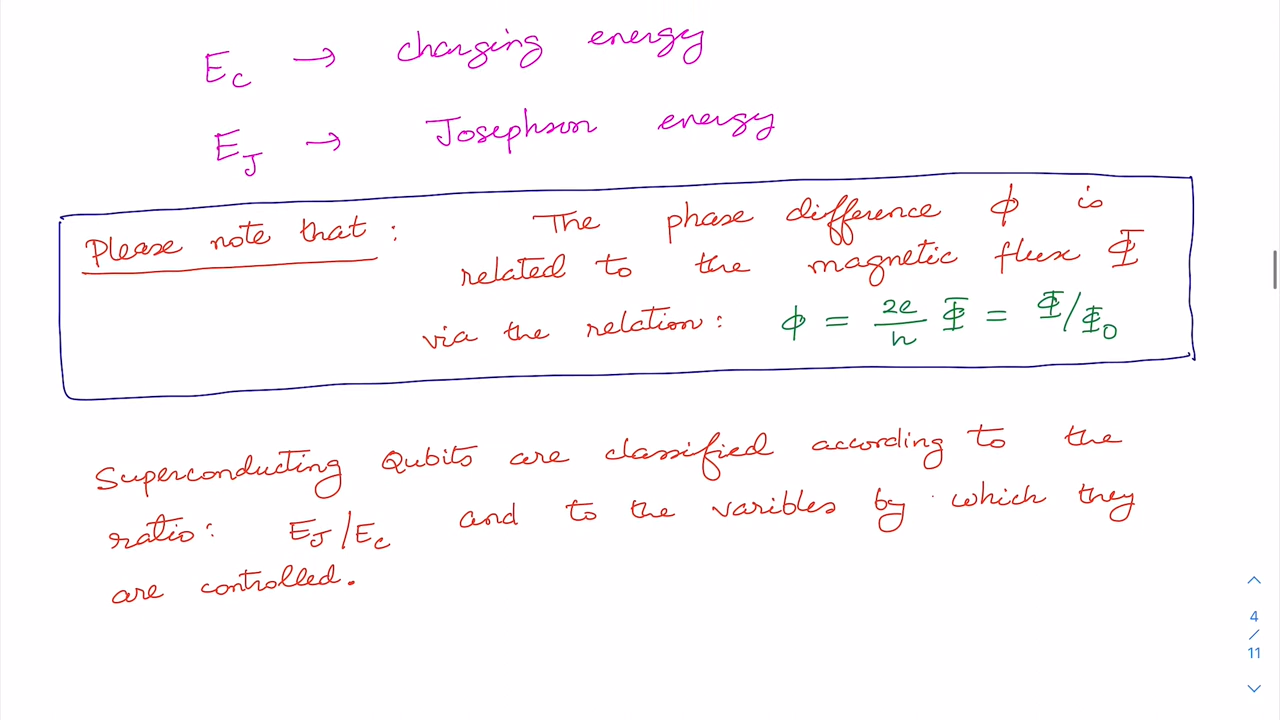 E_C → charging energy
E_J → Josephson energy
Please note that : The phase difference ϕ is
related to the magnetic flux Φ
via the relation : ϕ = 2e/h Φ = Φ/Φ_0
Superconducting Qubits are classified according to the
ratio : E_J/E_C and to the varibles by which they
are controlled.
4
/
11